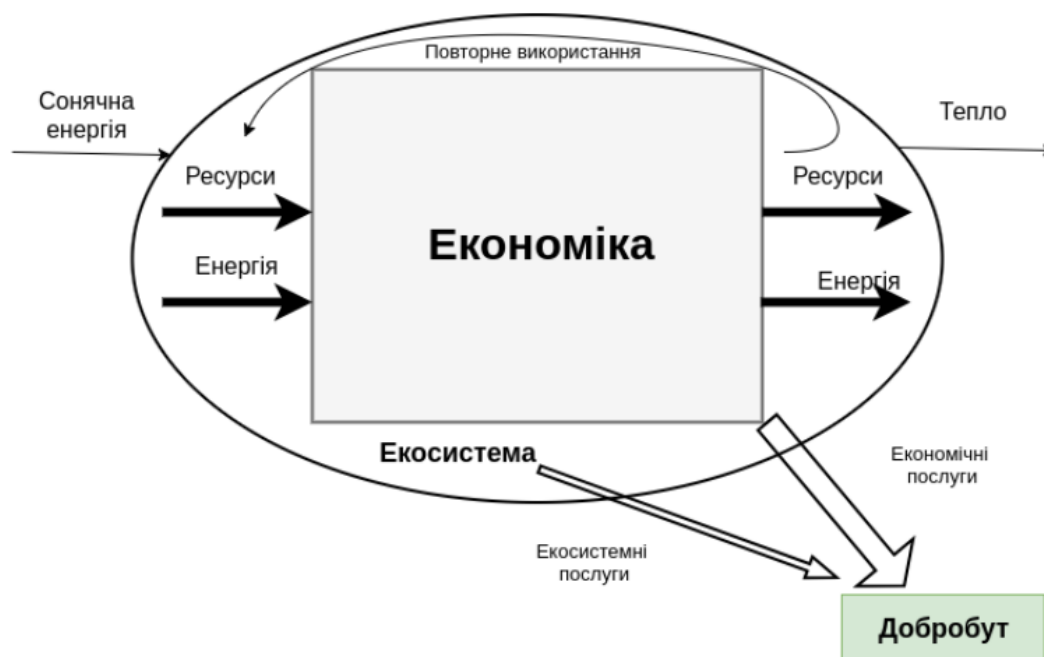 Повторне використання
Сонячна
енергія
Тепло
Ресурси
Ресурси
Економіка
Енергія
Енергія
Екосистема
Економічні
послуги
Екосистемні
послуги
Добробут